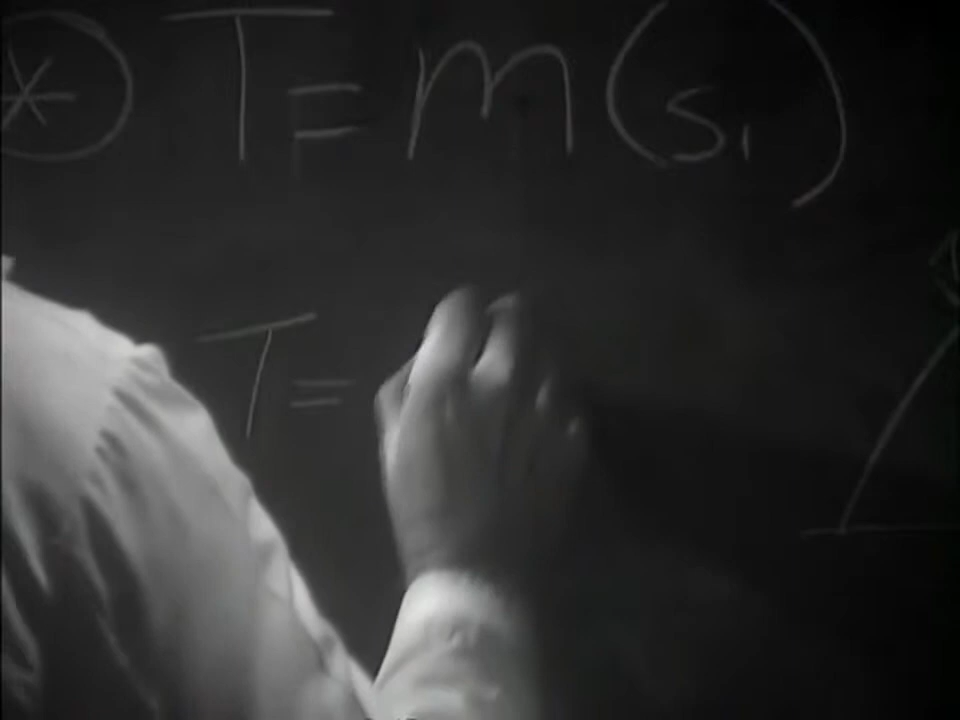 ⊛ T = m(s₁)
T =